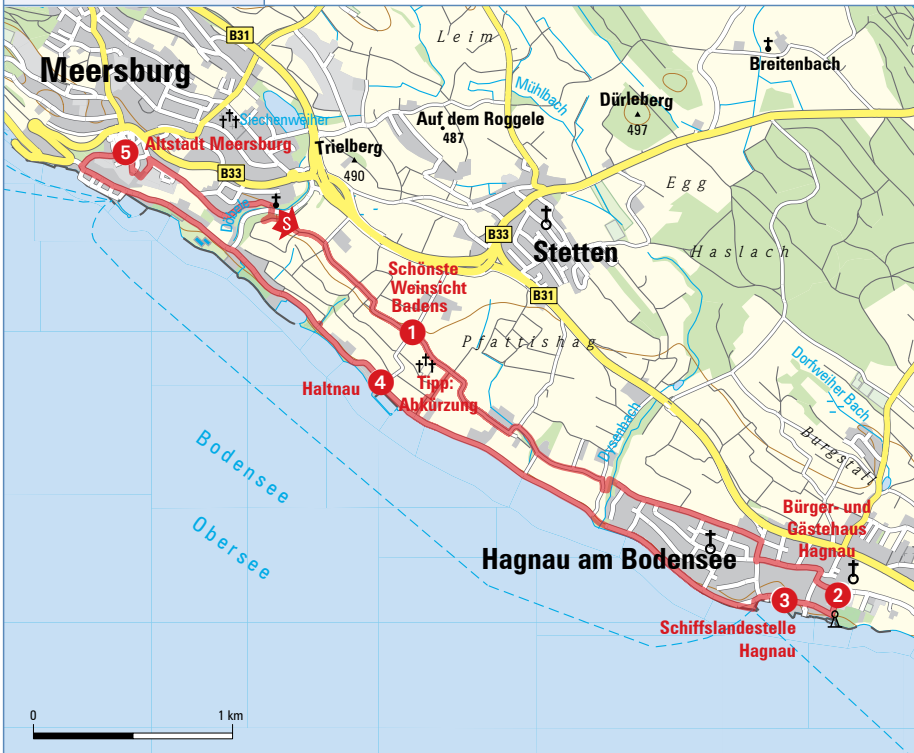 B31
Leim
Meersburg
Breitenbach
Mühlbach
Dürleberg
497
Siechenweiher
Auf dem Roggele
487
5
Altstadt Meersburg
Trielberg
490
B33
Egg
S
B33
Stetten
Haslach
Schönste
Weinsicht
Badens
B31
1
Pfattishag
Dorfweiher Bach
4
Haltnau
Tipp:
Abkürzung
Dysenbach
Burgstall
Bodensee
Obersee
Bürger- und
Gästehaus
Hagnau
Hagnau am Bodensee
2
3
Schiffslandestelle
Hagnau
0
1 km